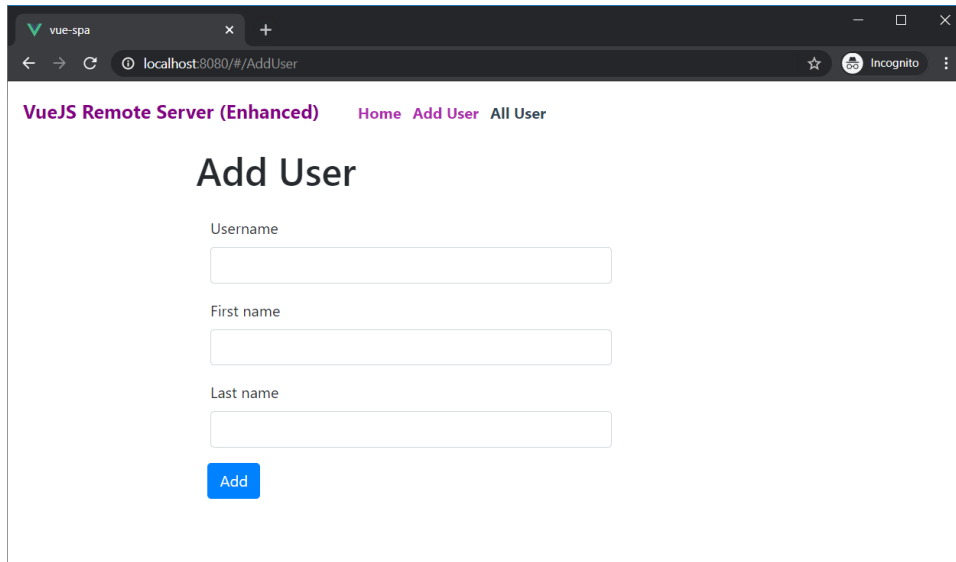 vue-spa
localhost:8080/#/AddUser Incognito
VueJS Remote Server (Enhanced) Home Add User All User
Add User
Username
First name
Last name
Add